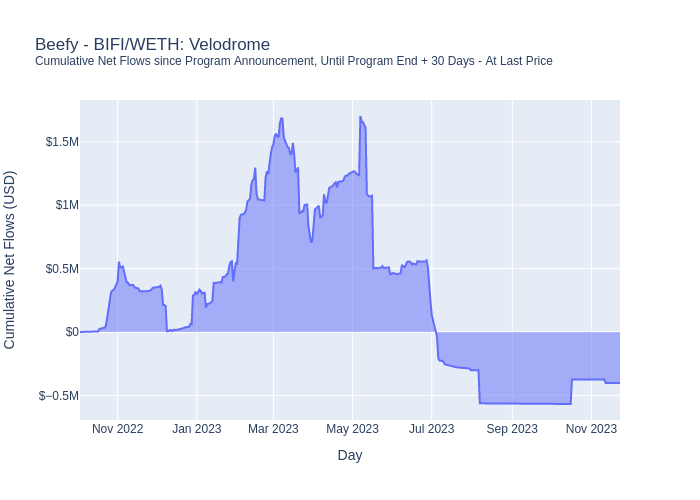 Beefy - BIFI/WETH: Velodrome
Cumulative Net Flows since Program Announcement, Until Program End + 30 Days - At Last Price
Cumulative Net Flows (USD)
$1.5M
$1M
$0.5M
$0
$−0.5M
Nov 2022 Jan 2023 Mar 2023 May 2023 Jul 2023 Sep 2023 Nov 2023
Day